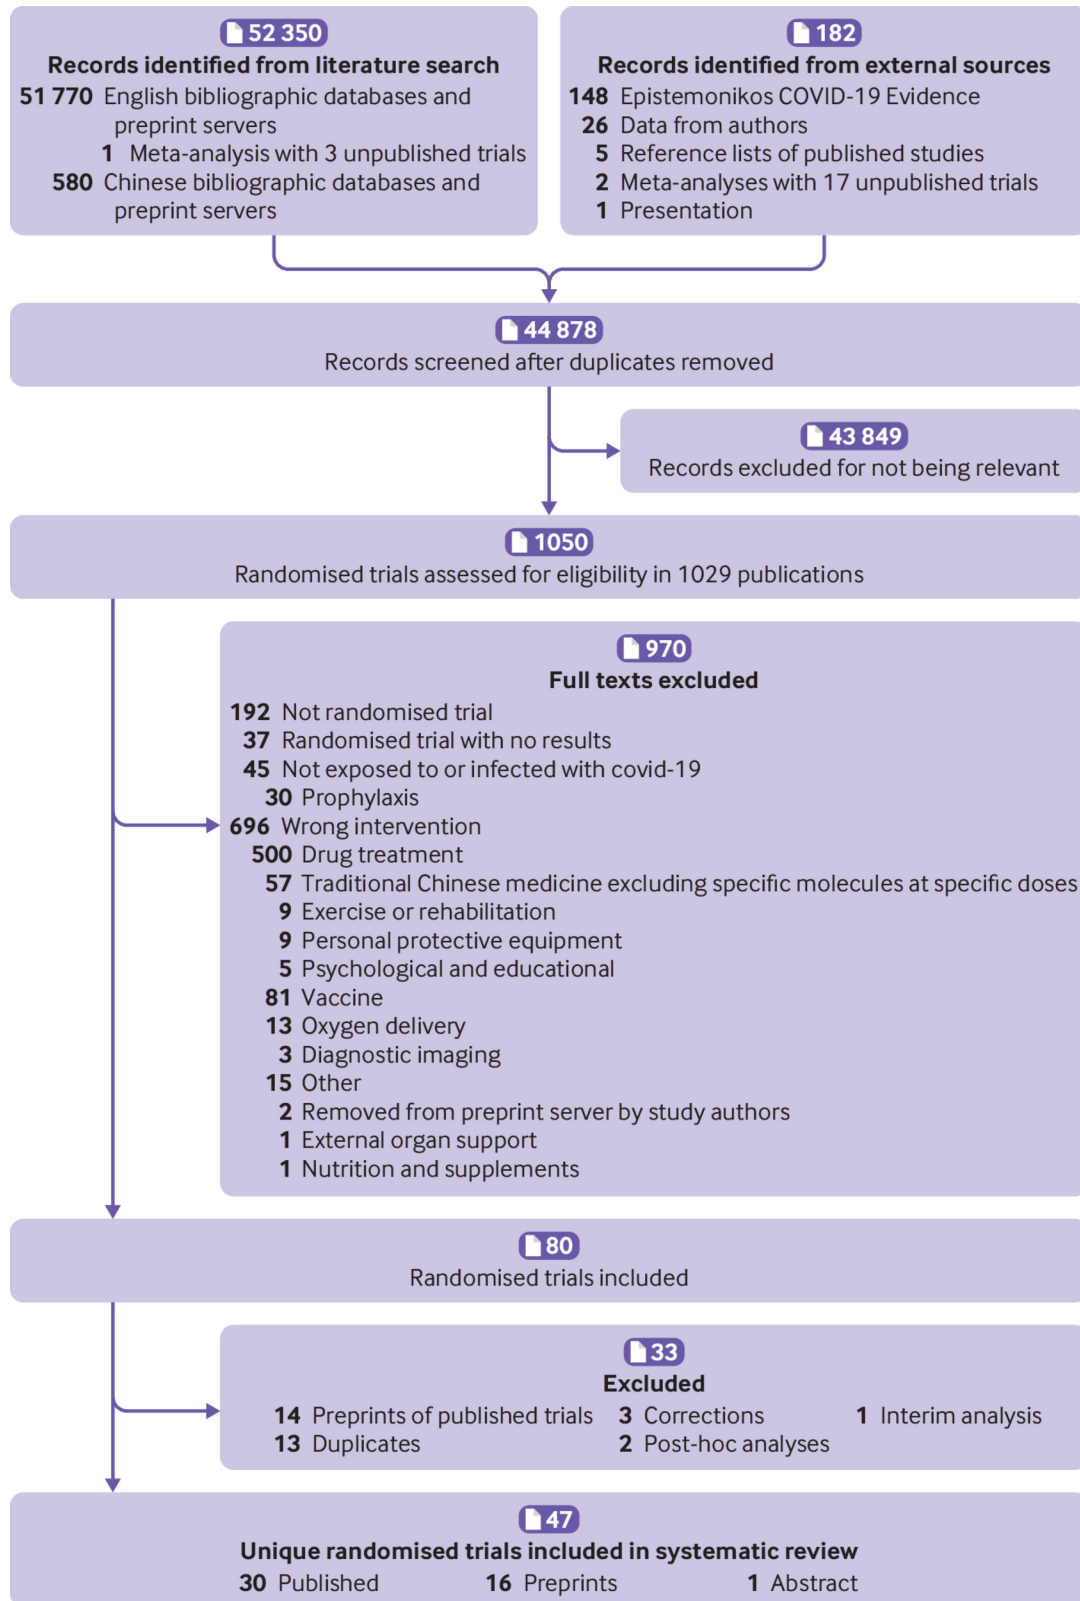 52 350
Records identified from literature search
51 770 English bibliographic databases and
preprint servers
1 Meta-analysis with 3 unpublished trials
580 Chinese bibliographic databases and
preprint servers
182
Records identified from external sources
148 Epistemonikos COVID-19 Evidence
26 Data from authors
5 Reference lists of published studies
2 Meta-analyses with 17 unpublished trials
1 Presentation
44 878
Records screened after duplicates removed
43 849
Records excluded for not being relevant
1050
Randomised trials assessed for eligibility in 1029 publications
970
Full texts excluded
192 Not randomised trial
37 Randomised trial with no results
45 Not exposed to or infected with covid-19
30 Prophylaxis
696 Wrong intervention
500 Drug treatment
57 Traditional Chinese medicine excluding specific molecules at specific doses
9 Exercise or rehabilitation
9 Personal protective equipment
5 Psychological and educational
81 Vaccine
13 Oxygen delivery
3 Diagnostic imaging
15 Other
2 Removed from preprint server by study authors
1 External organ support
1 Nutrition and supplements
80
Randomised trials included
33
Excluded
14 Preprints of published trials 3 Corrections 1 Interim analysis
13 Duplicates 2 Post-hoc analyses
47
Unique randomised trials included in systematic review
30 Published 16 Preprints 1 Abstract